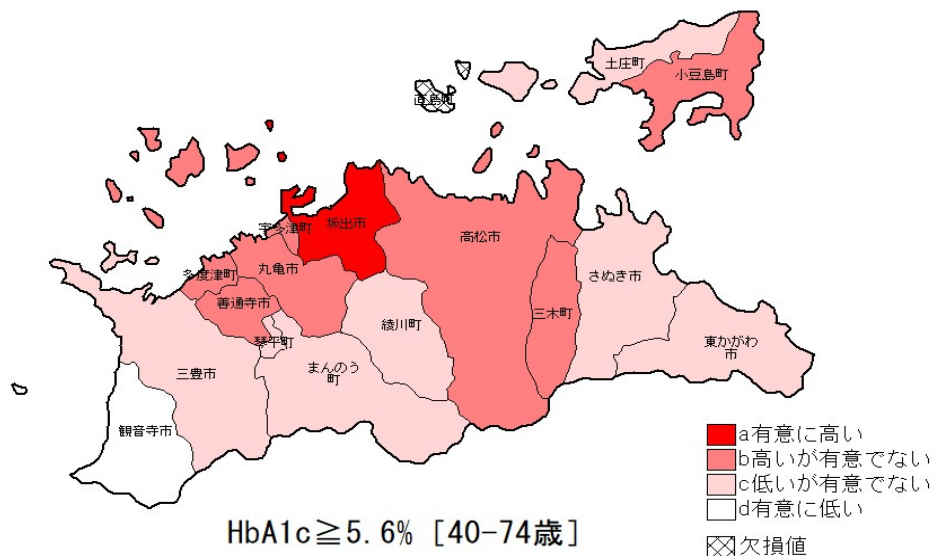 土庄町
小豆島町
直島町
坂出市
宇多津町
高松市
丸亀市
多度津町
さぬき市
善通寺市
三木町
綾川町
琴平町
東かがわ
市
まんのう
町
三豊市
観音寺市
a有意に高い
b高いが有意でない
c低いが有意でない
d有意に低い
欠損値
HbA1c≧5.6% [40-74歳]